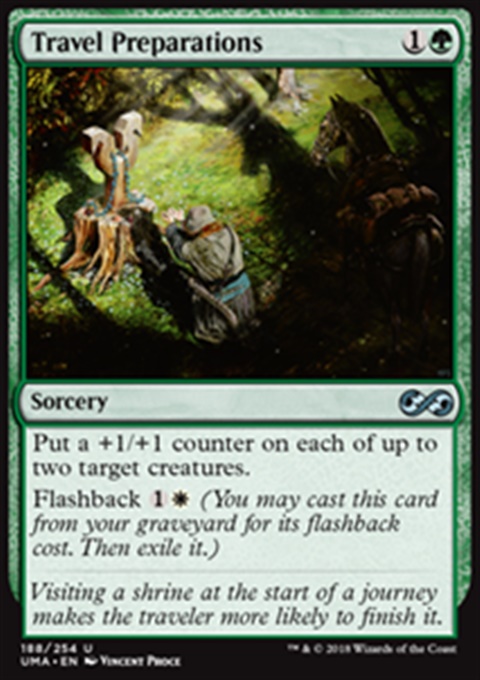 Travel Preparations 1
Sorcery
Put a +1/+1 counter on each of up to
two target creatures.
Flashback 1 (You may cast this card
from your graveyard for its flashback
cost. Then exile it.)
Visiting a shrine at the start of a journey
makes the traveler more likely to finish it.
188/254 U
UMA • EN Vincent Proce
™ & © 2018 Wizards of the Coast